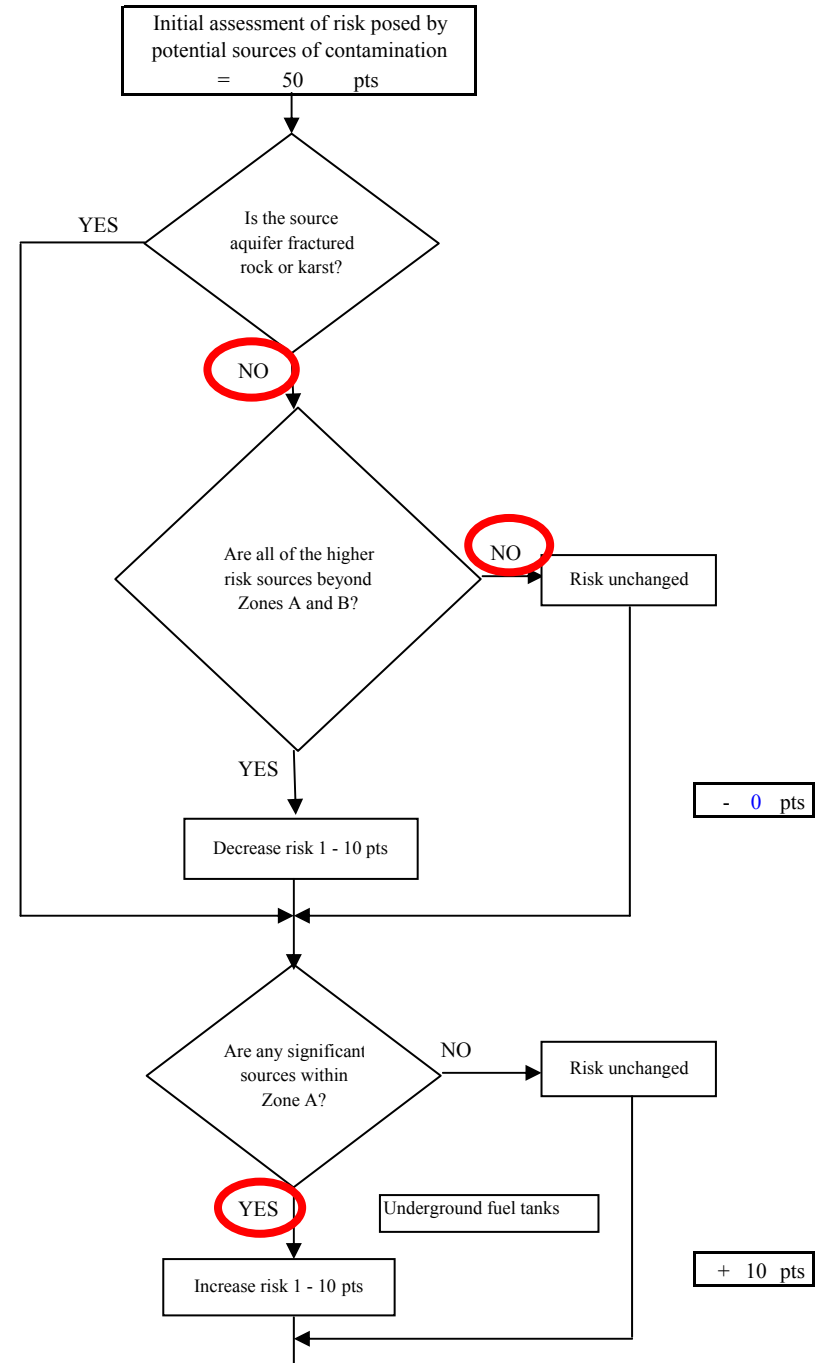 Initial assessment of risk posed by
potential sources of contamination
= 50 pts
YES
Is the source
aquifer fractured
rock or karst?
NO
Are all of the higher
risk sources beyond
Zones A and B?
NO
Risk unchanged
YES
- 0 pts
Decrease risk 1 - 10 pts
Are any significant
sources within
Zone A?
NO
Risk unchanged
YES
Underground fuel tanks
Increase risk 1 - 10 pts
+ 10 pts